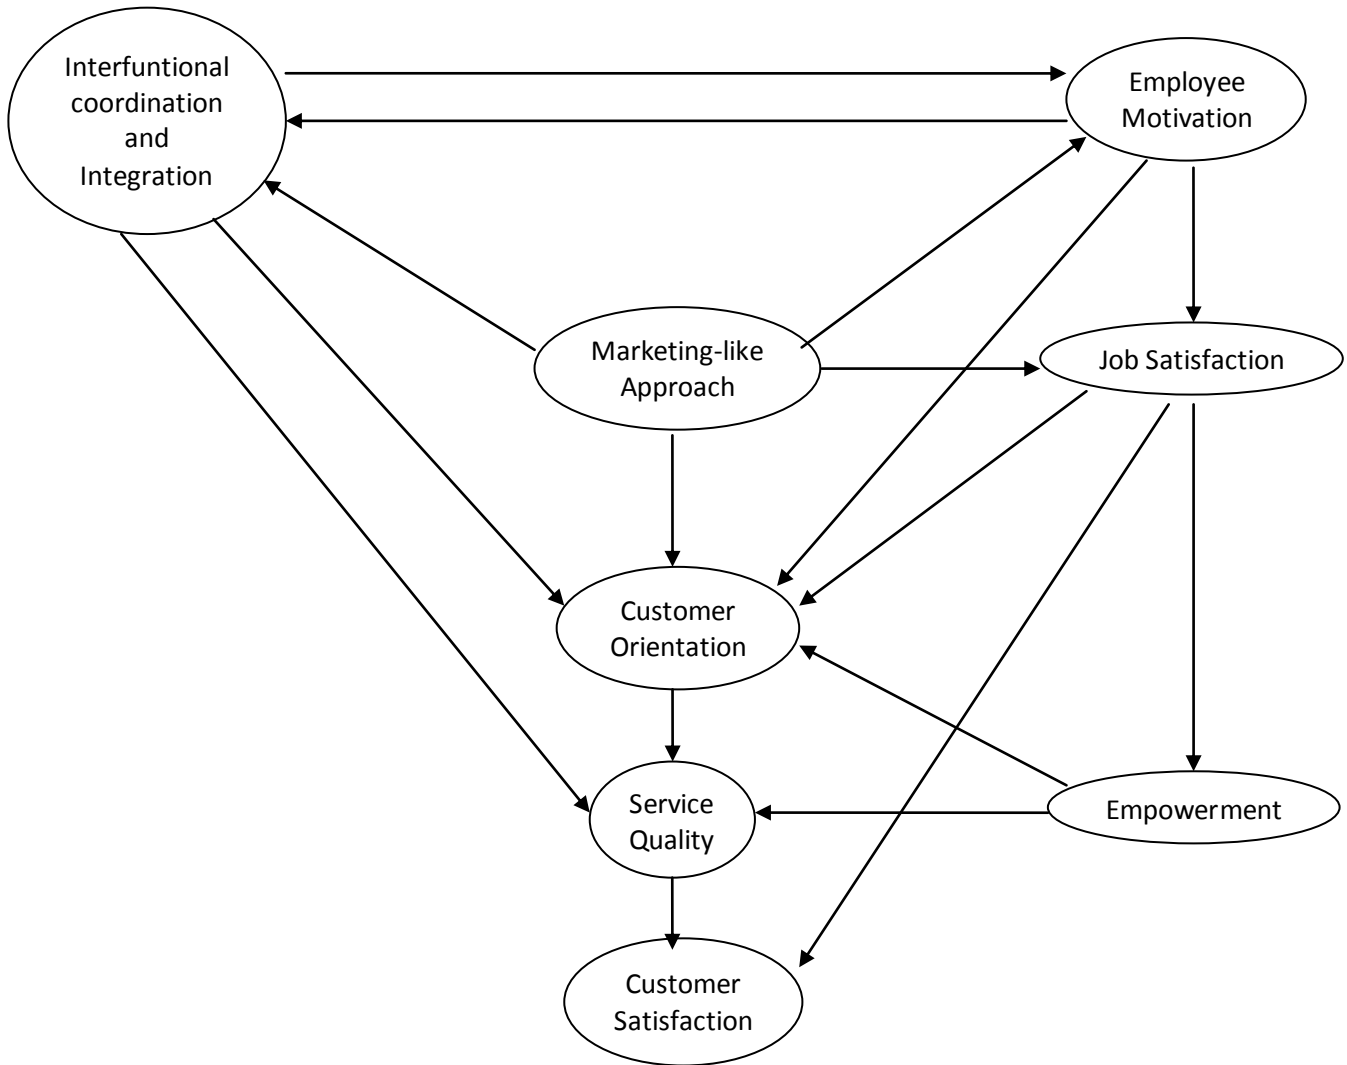 Interfuntional
coordination
and
Integration
Employee
Motivation
Marketing-like
Approach
Job Satisfaction
Customer
Orientation
Service
Quality
Empowerment
Customer
Satisfaction